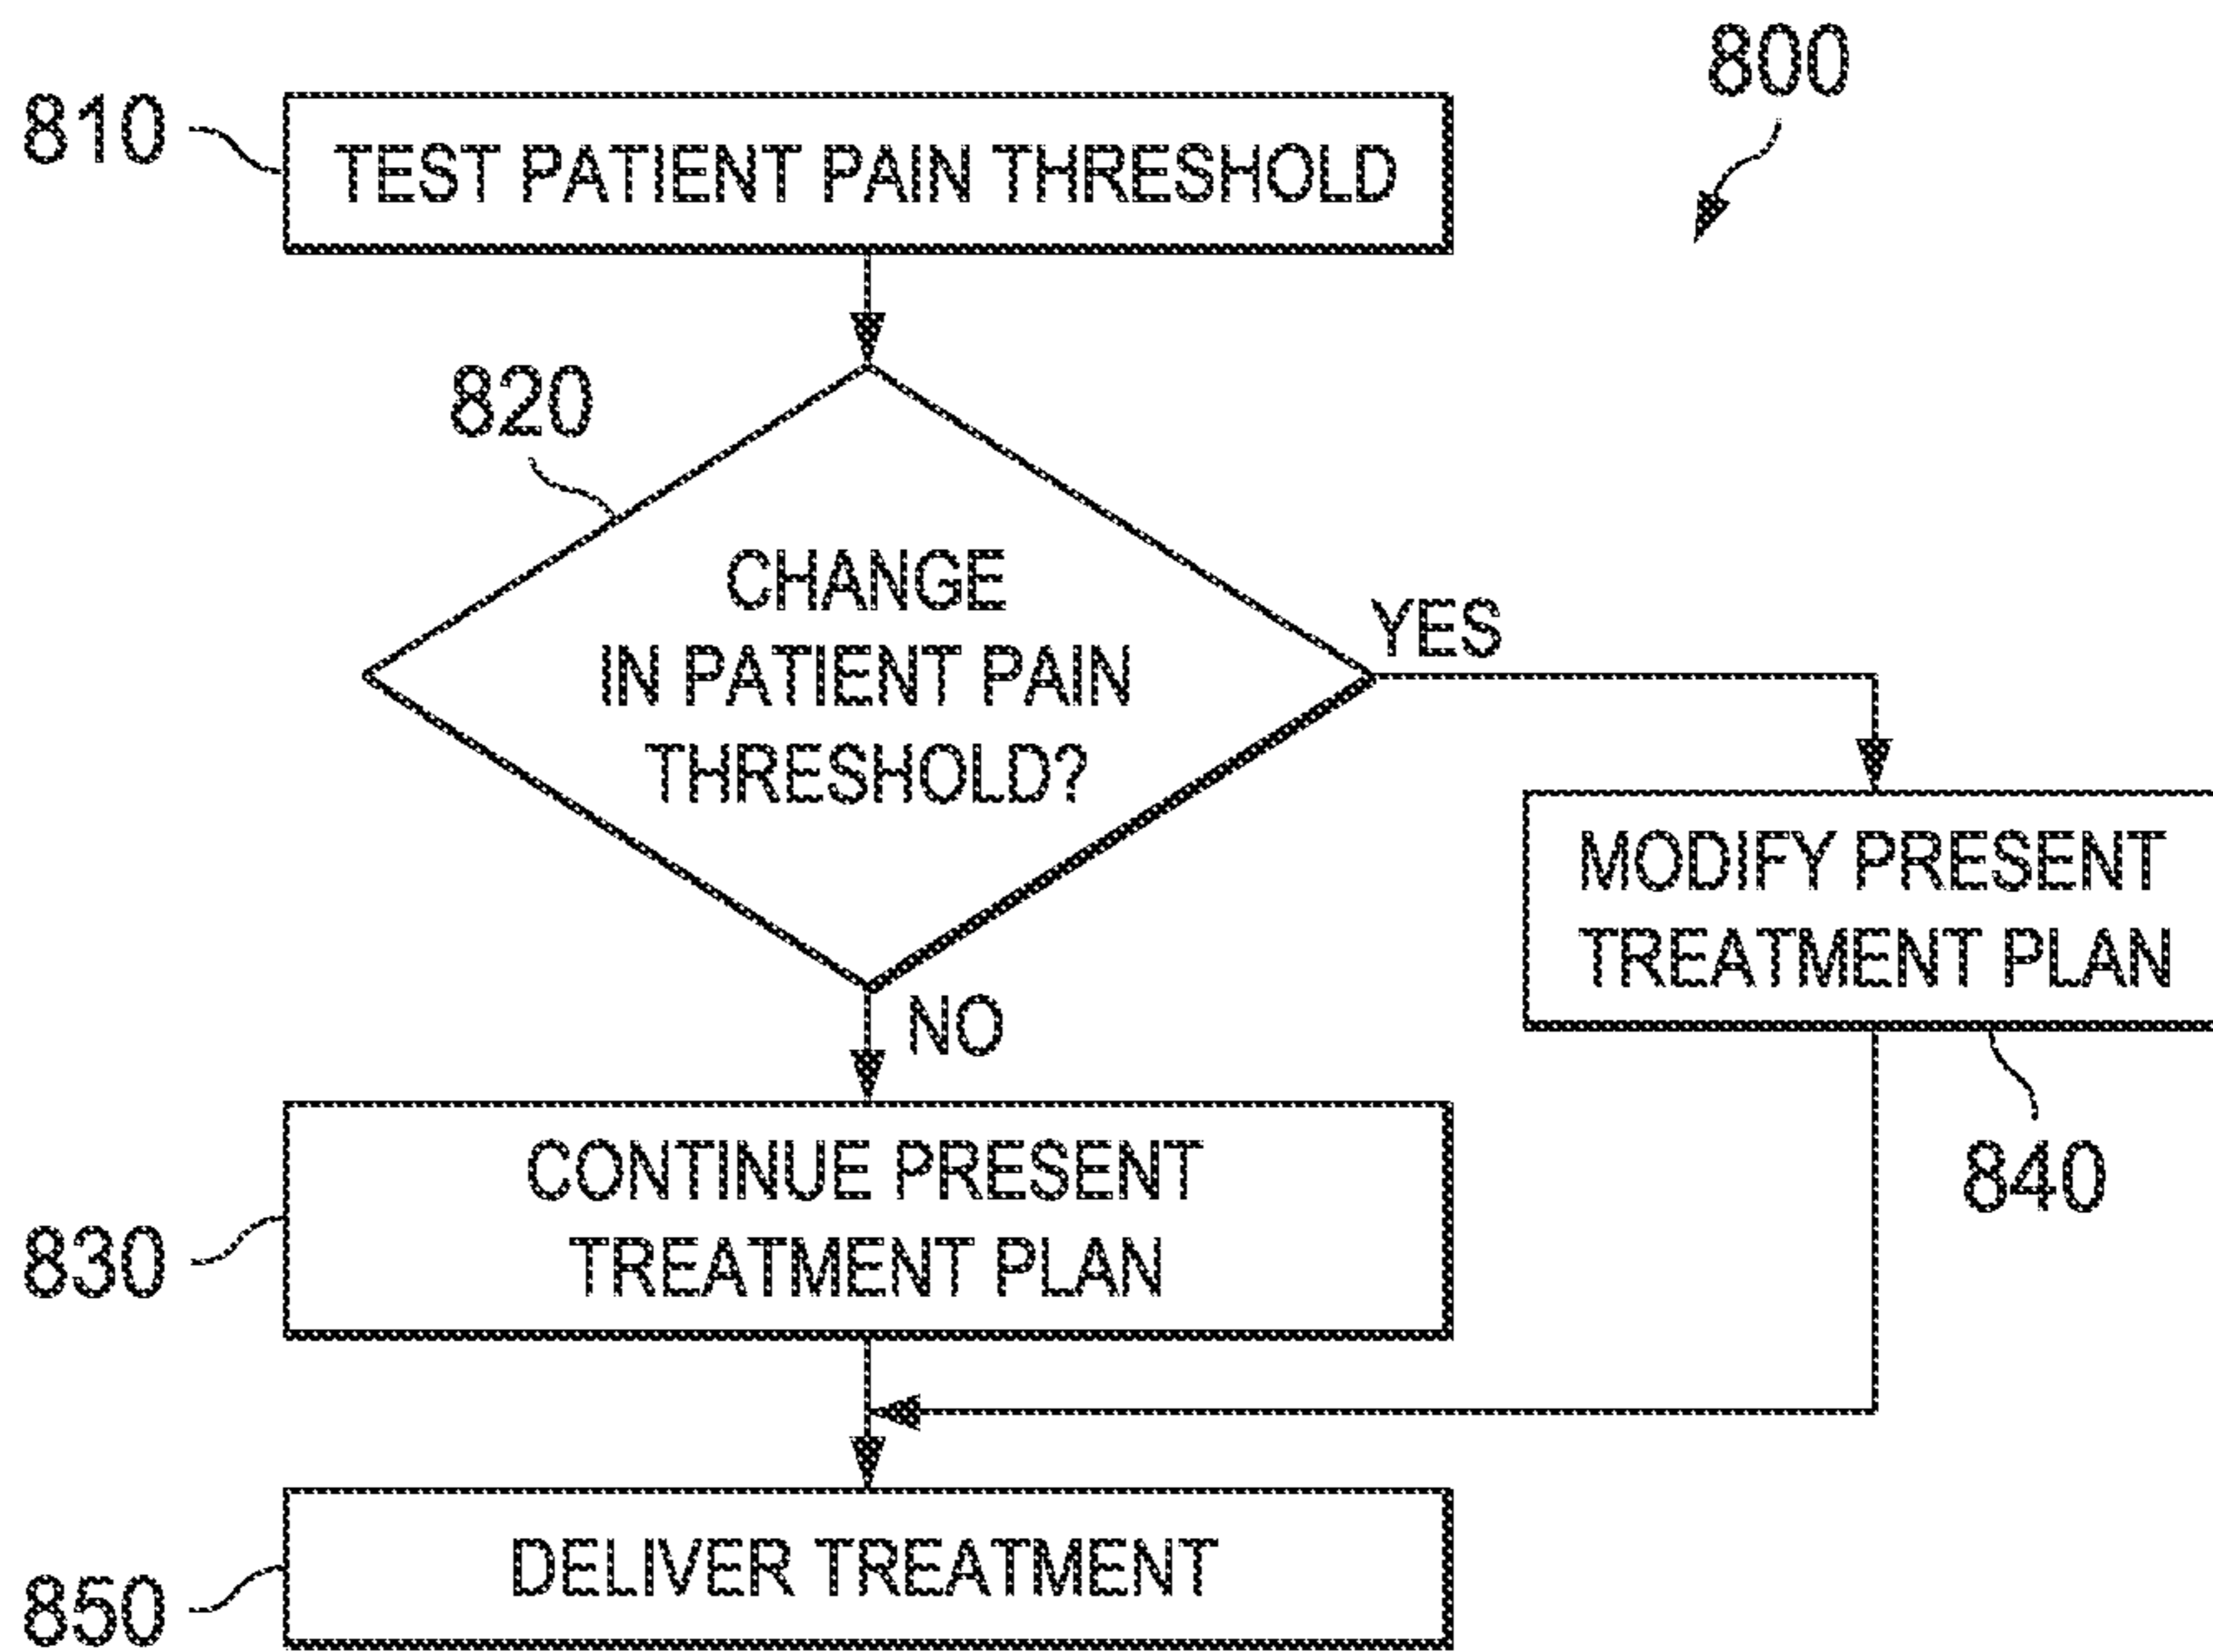 800
810
TEST PATIENT PAIN THRESHOLD
820
CHANGE
IN PATIENT PAIN
THRESHOLD?
YES
NO
MODIFY PRESENT
TREATMENT PLAN
840
830
CONTINUE PRESENT
TREATMENT PLAN
850
DELIVER TREATMENT